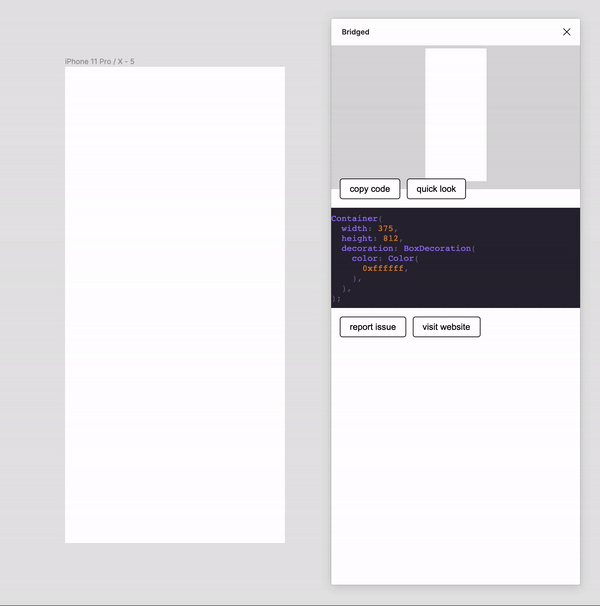 iPhone 11 Pro / X - 5
Bridged
copy code
quick look
Container(
  width: 375,
  height: 812,
  decoration: BoxDecoration(
    color: Color(
      0xffffff,
    ),
  ),
);
report issue
visit website